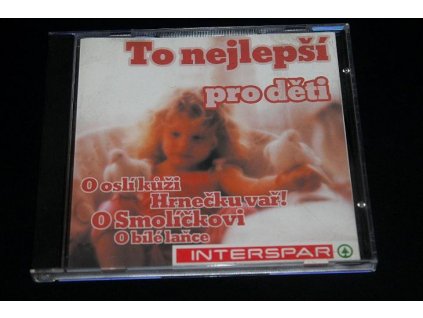 To nejlepší
pro děti
O oslí kůži
Hrnečku vař!
O Smolíčkovi
O bílé laňce
INTERSPAR